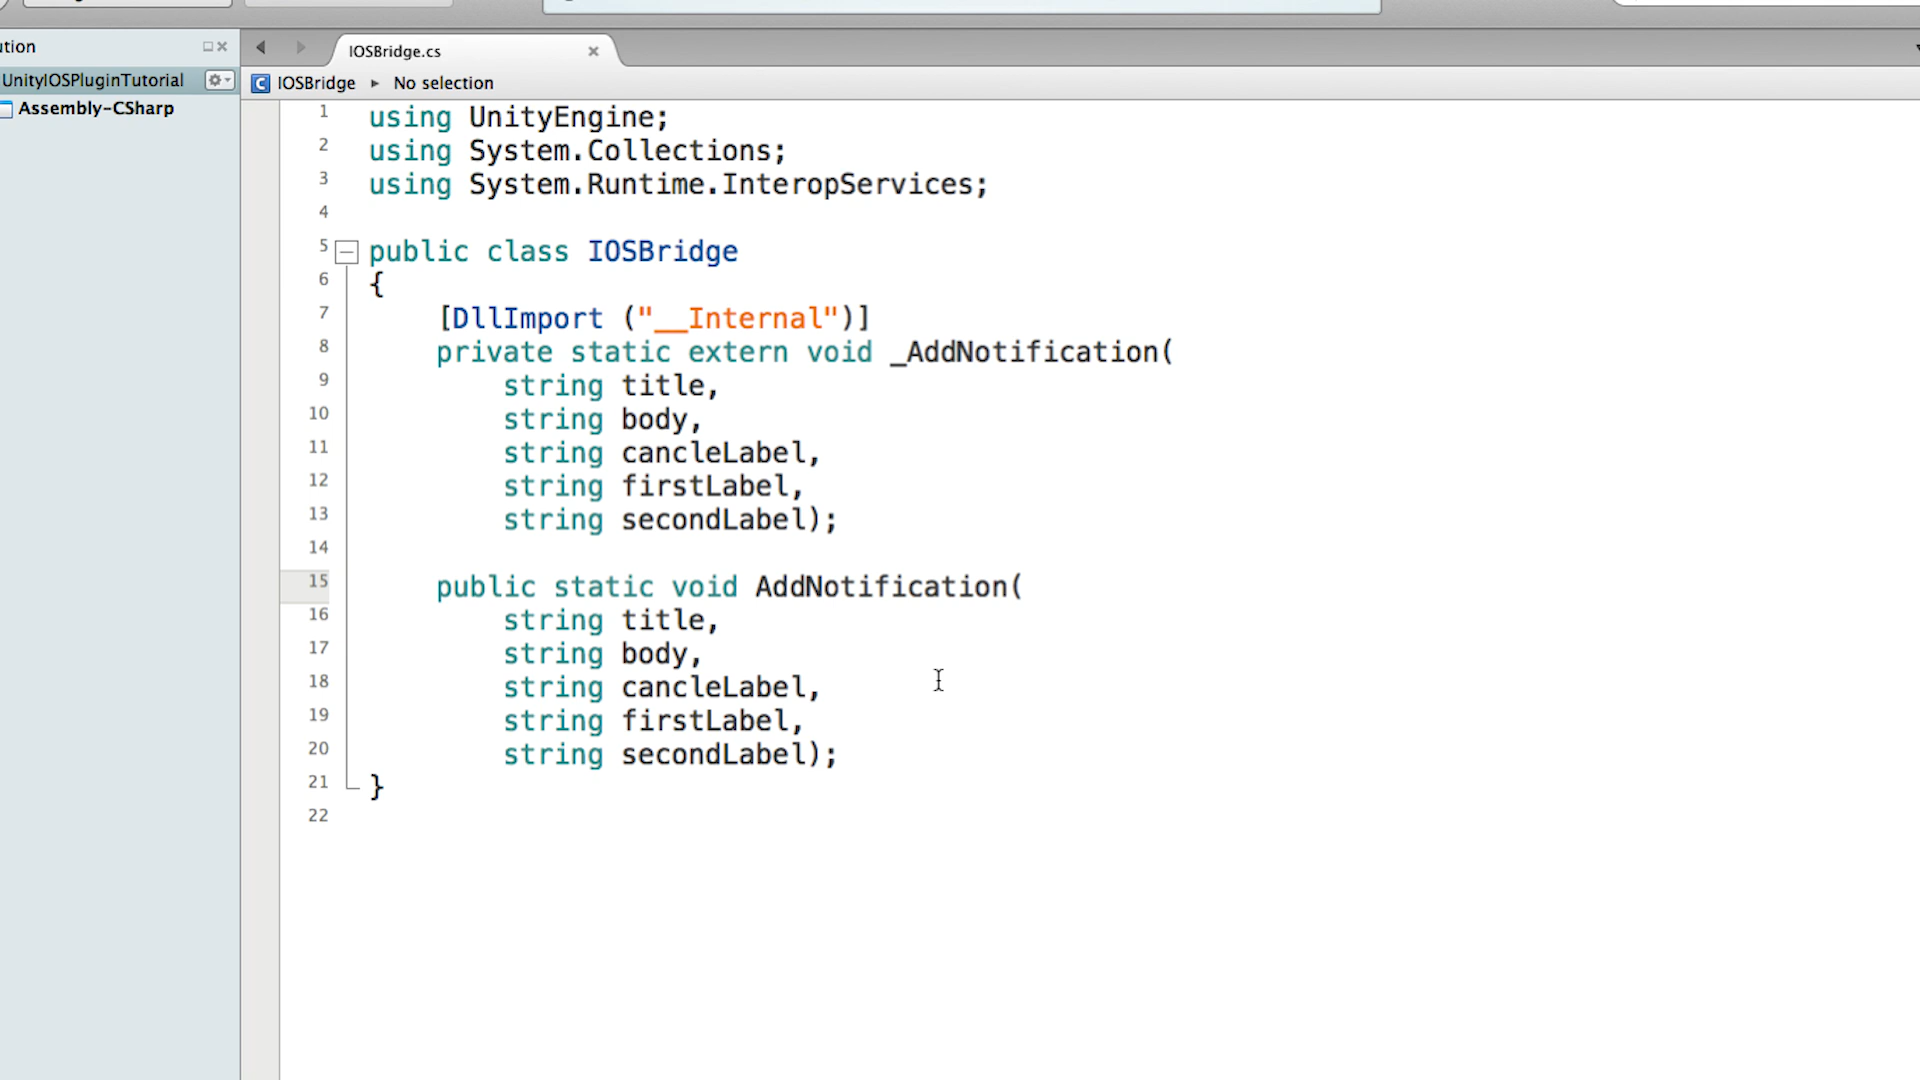 IOSBridge.cs
UnityIOSPluginTutorial
Assembly-CSharp
IOSBridge ▸ No selection
1 using UnityEngine;
2 using System.Collections;
3 using System.Runtime.InteropServices;
4
5 public class IOSBridge
6 {
7 [DllImport ("__Internal")]
8 private static extern void _AddNotification(
9 string title,
10 string body,
11 string cancleLabel,
12 string firstLabel,
13 string secondLabel);
14
15 public static void AddNotification(
16 string title,
17 string body,
18 string cancleLabel,
19 string firstLabel,
20 string secondLabel);
21 }
22